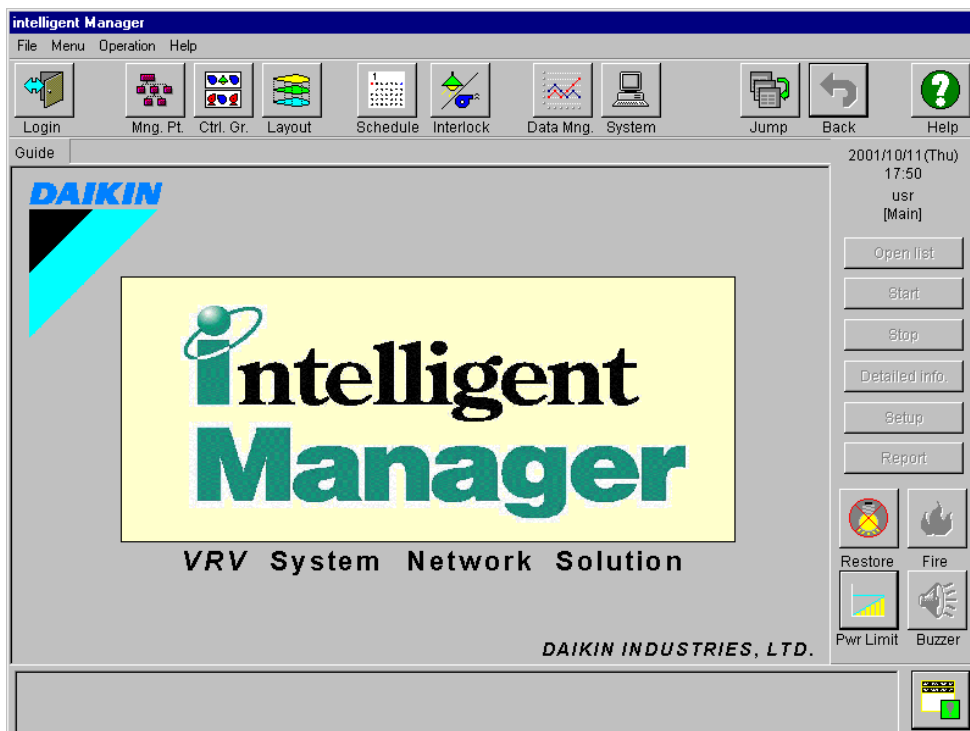 intelligent Manager
File Menu Operation Help
Login Mng. Pt. Ctrl. Gr. Layout Schedule Interlock Data Mng. System Jump Back Help
Guide
2001/10/11(Thu)
17:50
usr
[Main]
DAIKIN
Open list
Start
Stop
Detailed info.
Setup
Report
intelligent
Manager
VRV System Network Solution
Restore Fire
Pwr Limit Buzzer
DAIKIN INDUSTRIES, LTD.